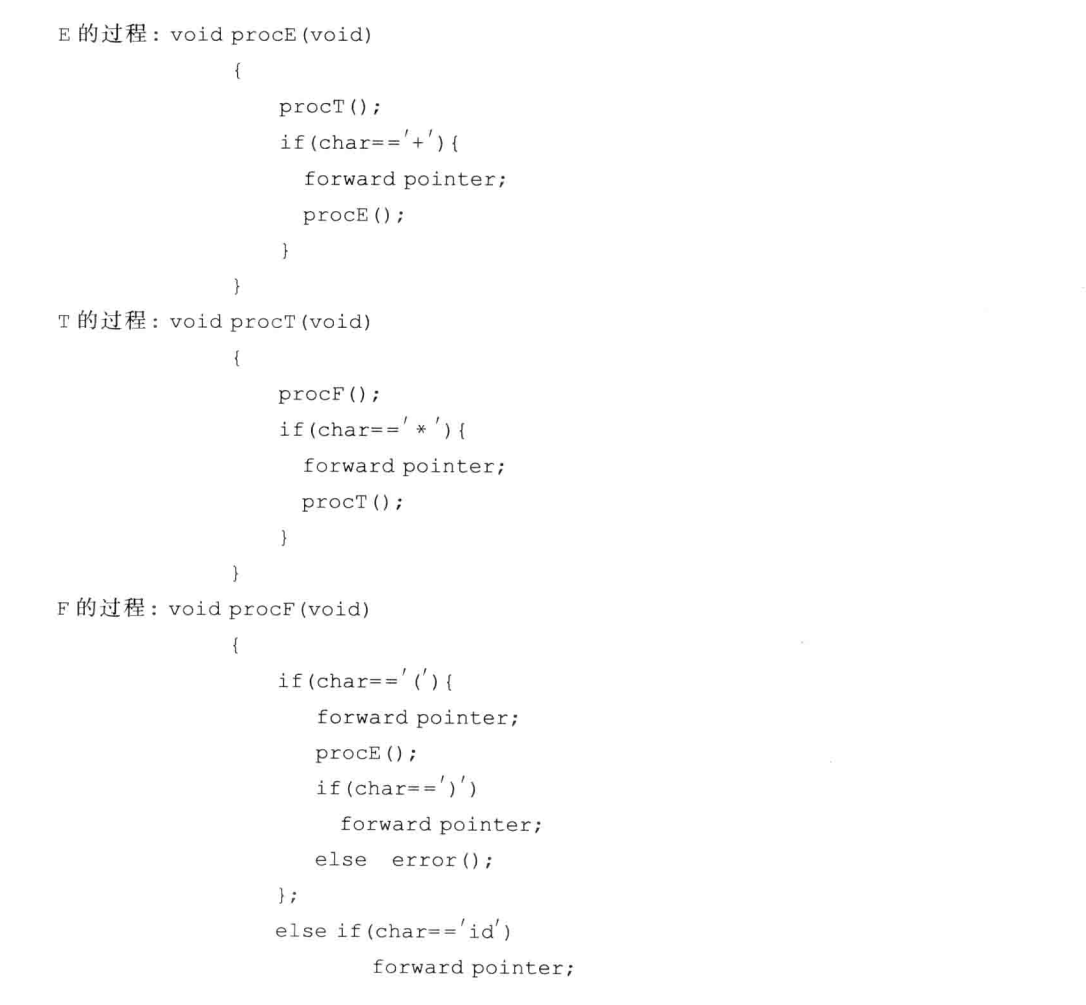 E 的过程: void procE(void)
{
procT();
if(char=='+'){
forward pointer;
procE();
}
}
T 的过程: void procT(void)
{
procF();
if(char=='*'){
forward pointer;
procT();
}
}
F 的过程: void procF(void)
{
if(char=='('){
forward pointer;
procE();
if(char==')')
forward pointer;
else error();
};
else if(char=='id')
forward pointer;